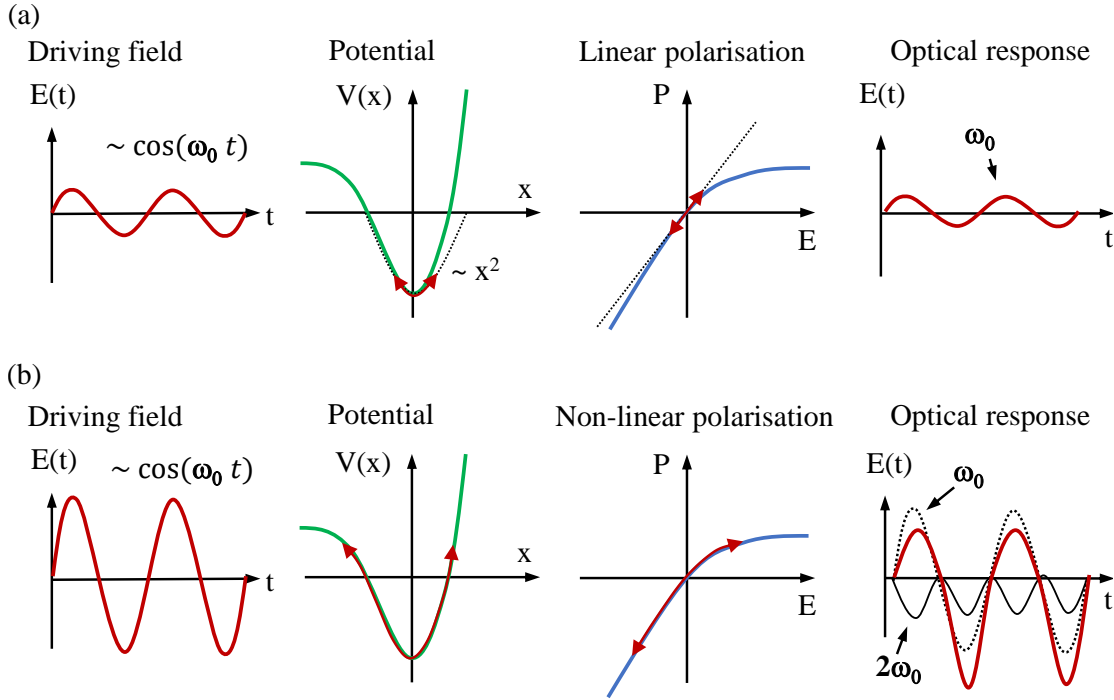 (a)
Driving field
Potential
Linear polarisation
Optical response
E(t)
~ cos(ω₀ t)
t
V(x)
x
~ x²
P
E
E(t)
ω₀
t
(b)
Driving field
Potential
Non-linear polarisation
Optical response
E(t)
~ cos(ω₀ t)
t
V(x)
x
P
E
E(t)
ω₀
t
2ω₀